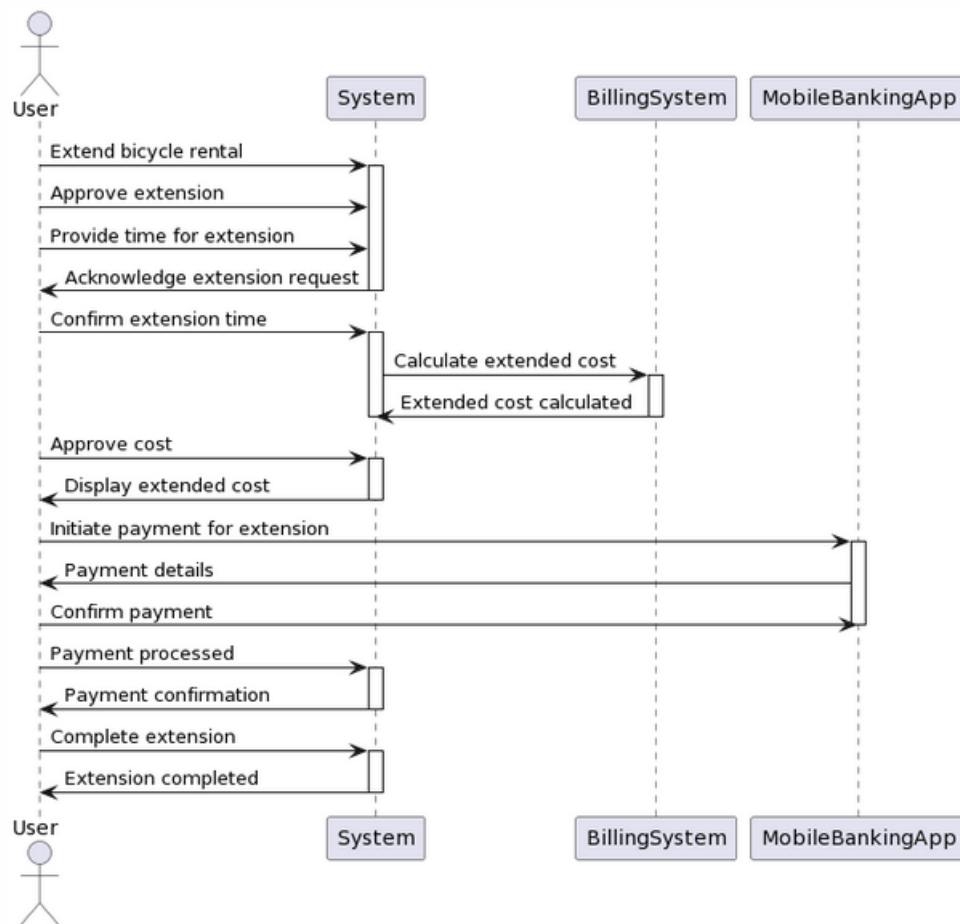 User
System
BillingSystem
MobileBankingApp
Extend bicycle rental
Approve extension
Provide time for extension
Acknowledge extension request
Confirm extension time
Calculate extended cost
Extended cost calculated
Approve cost
Display extended cost
Initiate payment for extension
Payment details
Confirm payment
Payment processed
Payment confirmation
Complete extension
Extension completed
User
System
BillingSystem
MobileBankingApp